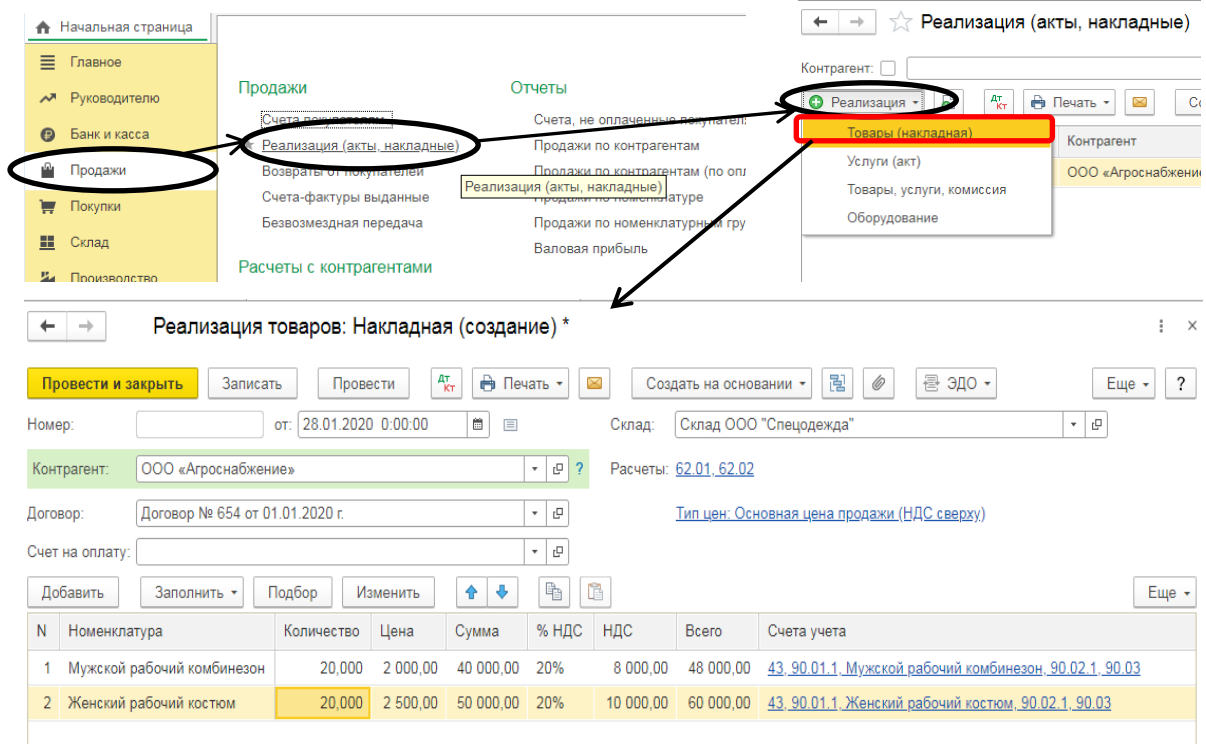 Начальная страница
Главное
Руководителю
Банк и касса
Продажи
Покупки
Склад
Производство
Продажи
Счета покупателям
Реализация (акты, накладные)
Возвраты от покупателей
Счета-фактуры выданные
Безвозмездная передача
Расчеты с контрагентами
Отчеты
Счета, не оплаченные покупател
Продажи по контрагентам
Продажи по контрагентам (по опл
Реализация (акты, накладные)
Продажи по номенклатуре
Продажи по номенклатурным гру
Валовая прибыль
Реализация (акты, накладные)
Контрагент:
Реализация
Дт Кт
Печать
Со
Товары (накладная)
Услуги (акт)
Товары, услуги, комиссия
Оборудование
Контрагент
ООО «Агроснабжени
Реализация товаров: Накладная (создание) *
Провести и закрыть Записать Провести Дт Кт Печать Создать на основании ЭДО Еще ?
Номер: от: 28.01.2020 0:00:00 Склад: Склад ООО "Спецодежда"
Контрагент: ООО «Агроснабжение» ? Расчеты: 62.01, 62.02
Договор: Договор № 654 от 01.01.2020 г. Тип цен: Основная цена продажи (НДС сверху)
Счет на оплату:
Добавить Заполнить Подбор Изменить Еще
N Номенклатура Количество Цена Сумма % НДС НДС Всего Счета учета
1 Мужской рабочий комбинезон 20,000 2 000,00 40 000,00 20% 8 000,00 48 000,00 43, 90.01.1, Мужской рабочий комбинезон, 90.02.1, 90.03
2 Женский рабочий костюм 20,000 2 500,00 50 000,00 20% 10 000,00 60 000,00 43, 90.01.1, Женский рабочий костюм, 90.02.1, 90.03